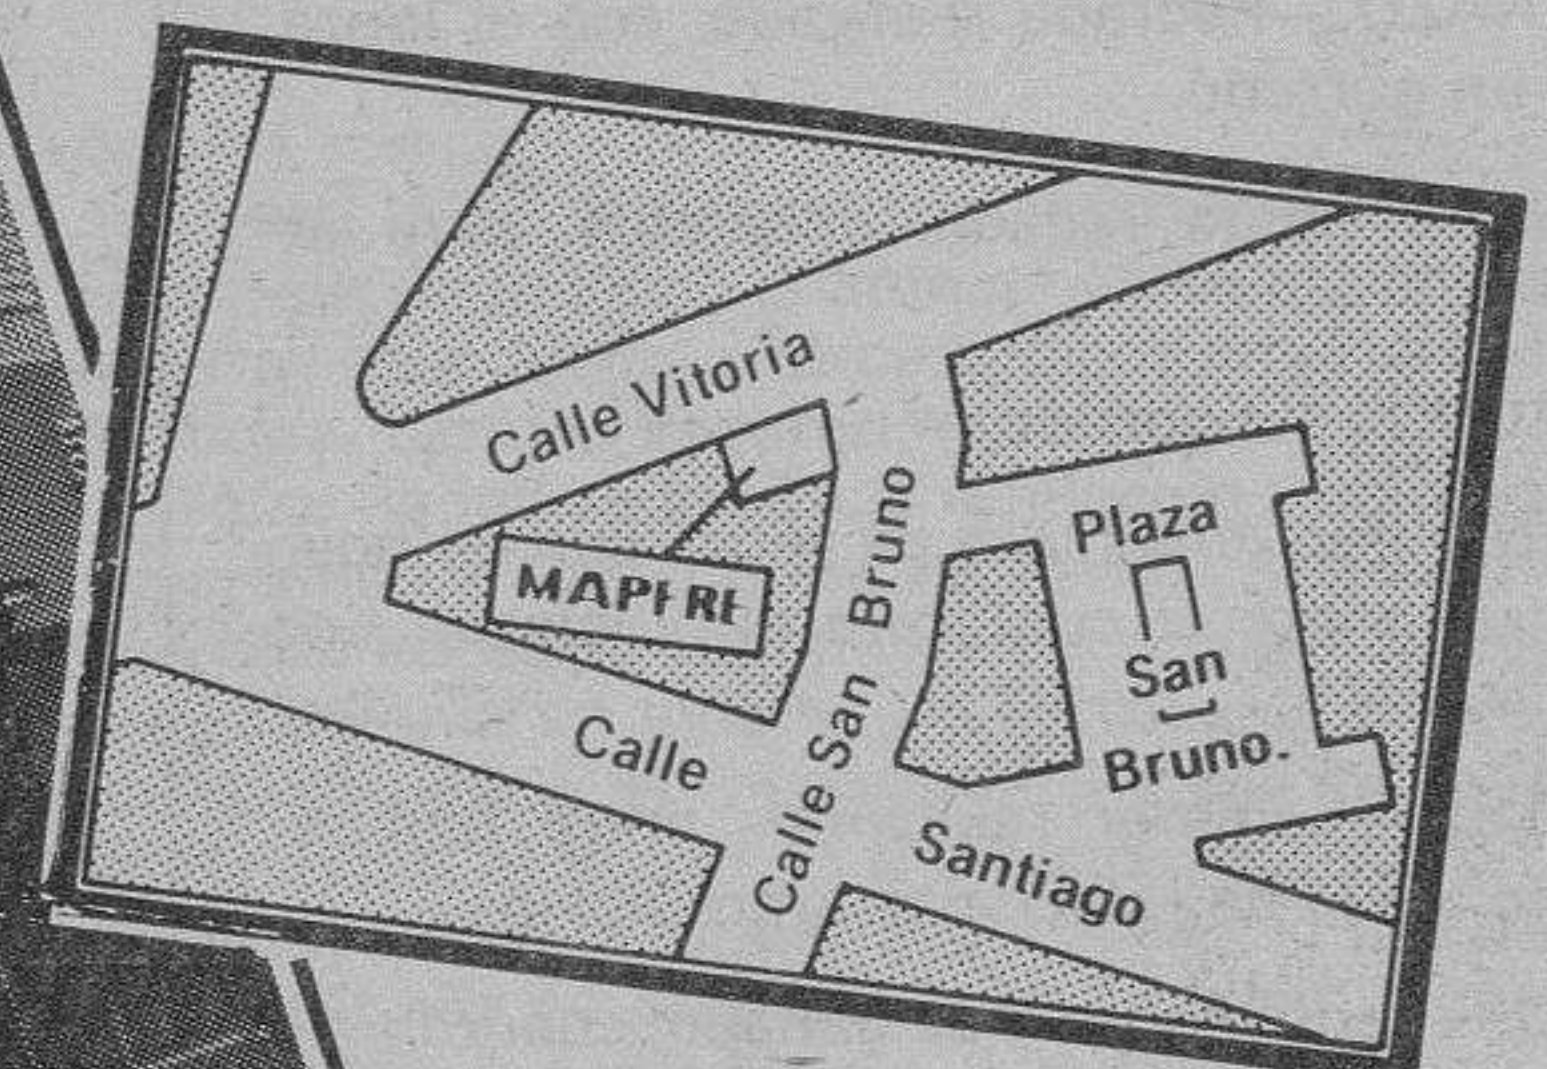 Calle Vitoria
MAPFRE
Calle San Bruno
Plaza
San
Bruno.
Calle Santiago